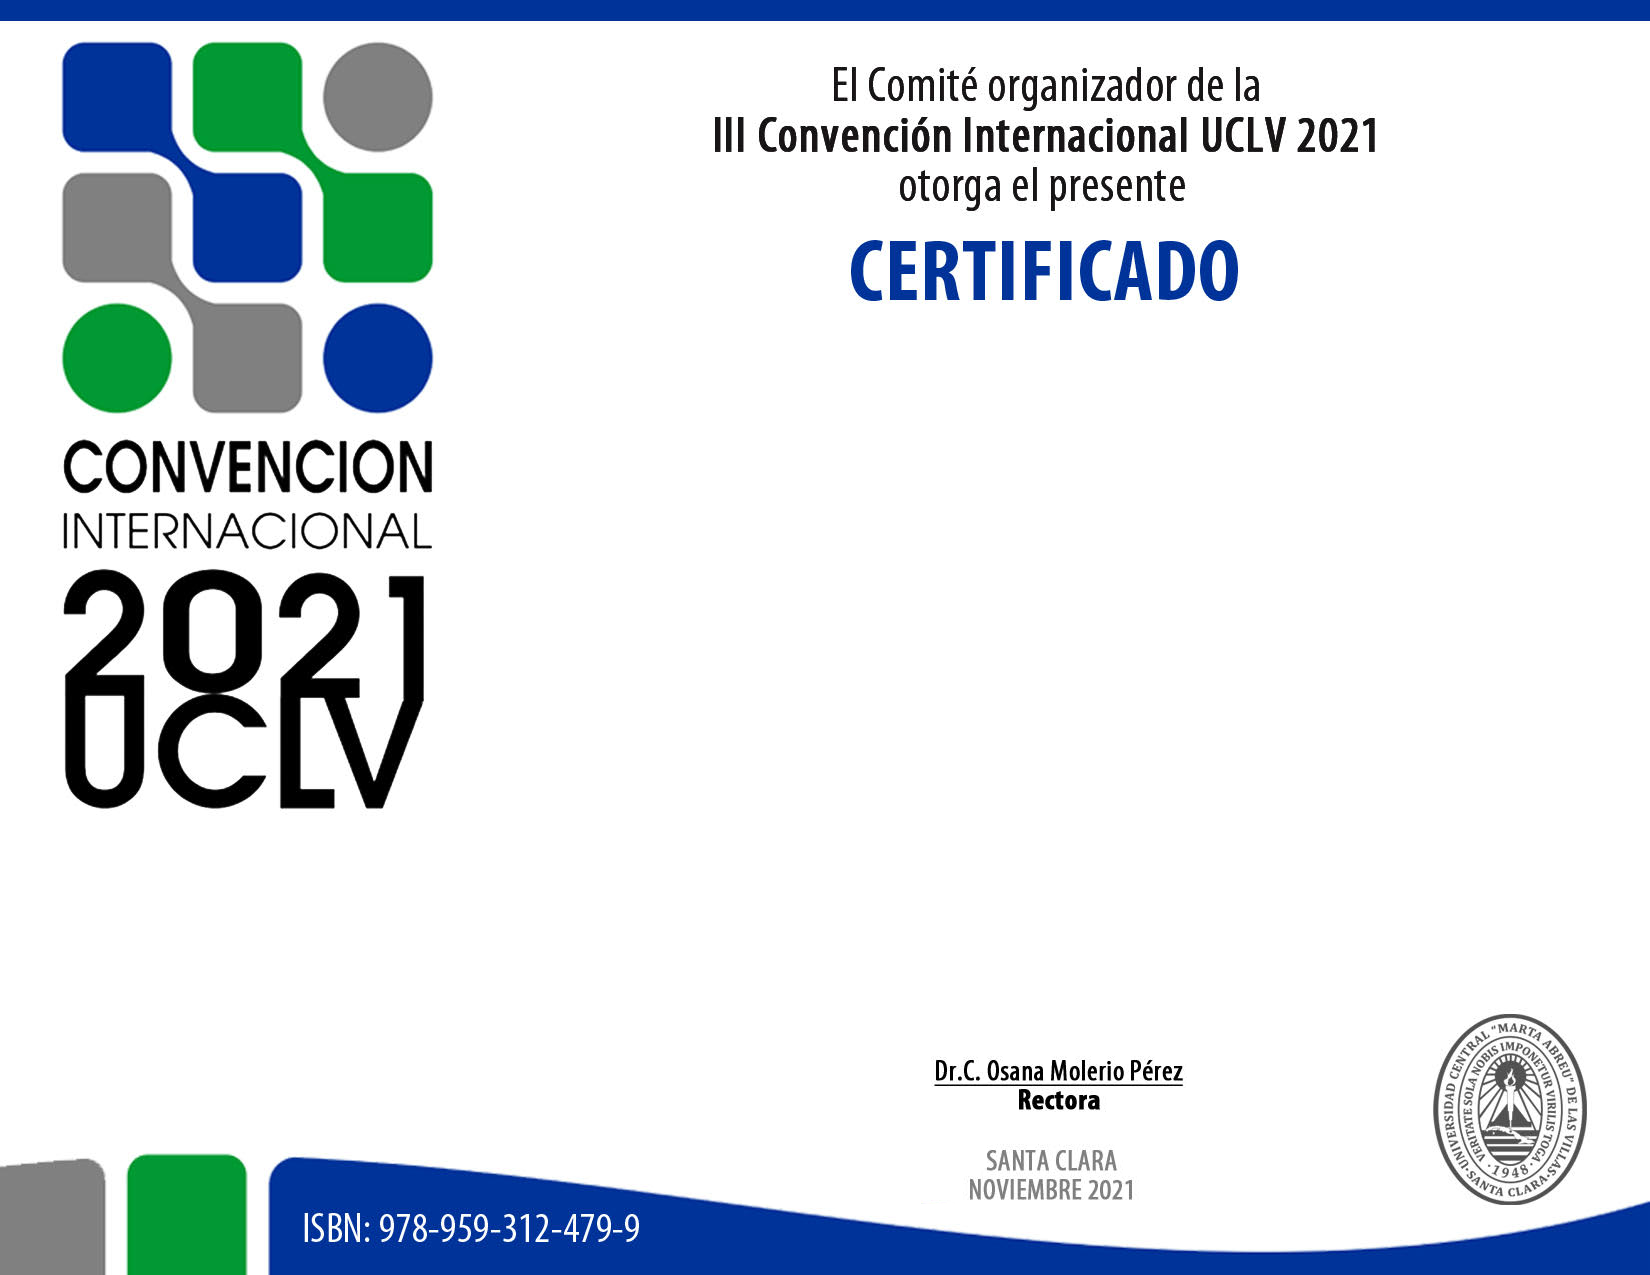 El Comité organizador de la
III Convención Internacional UCLV 2021
otorga el presente
CERTIFICADO
CONVENCION
INTERNACIONAL
2021
UCLV
Dr.C. Osana Molerio Pérez
Rectora
SANTA CLARA
NOVIEMBRE 2021
UNIVERSIDAD CENTRAL "MARTA ABREU" DE LAS VILLAS
VERITATE SOLA NOBIS IMPONETUR VIRILIS TOGA
·1948·
SANTA CLARA
ISBN: 978-959-312-479-9